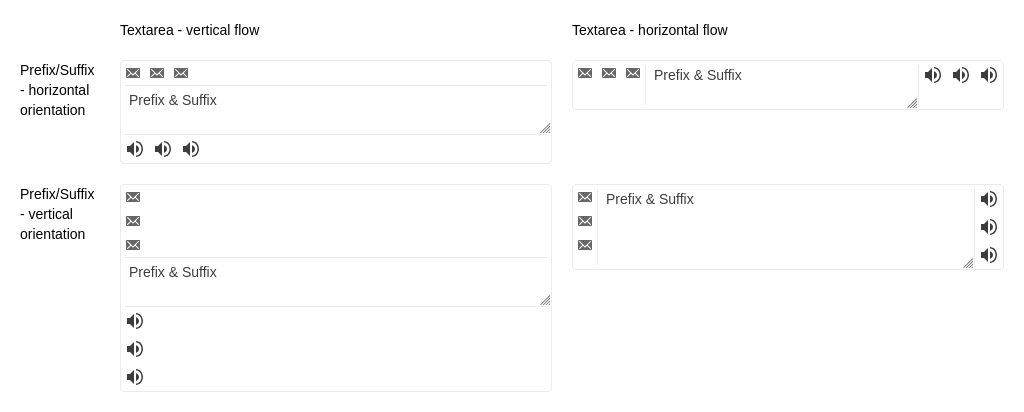 Textarea - vertical flow
Textarea - horizontal flow
Prefix/Suffix
- horizontal
orientation
Prefix & Suffix
Prefix & Suffix
Prefix/Suffix
- vertical
orientation
Prefix & Suffix
Prefix & Suffix